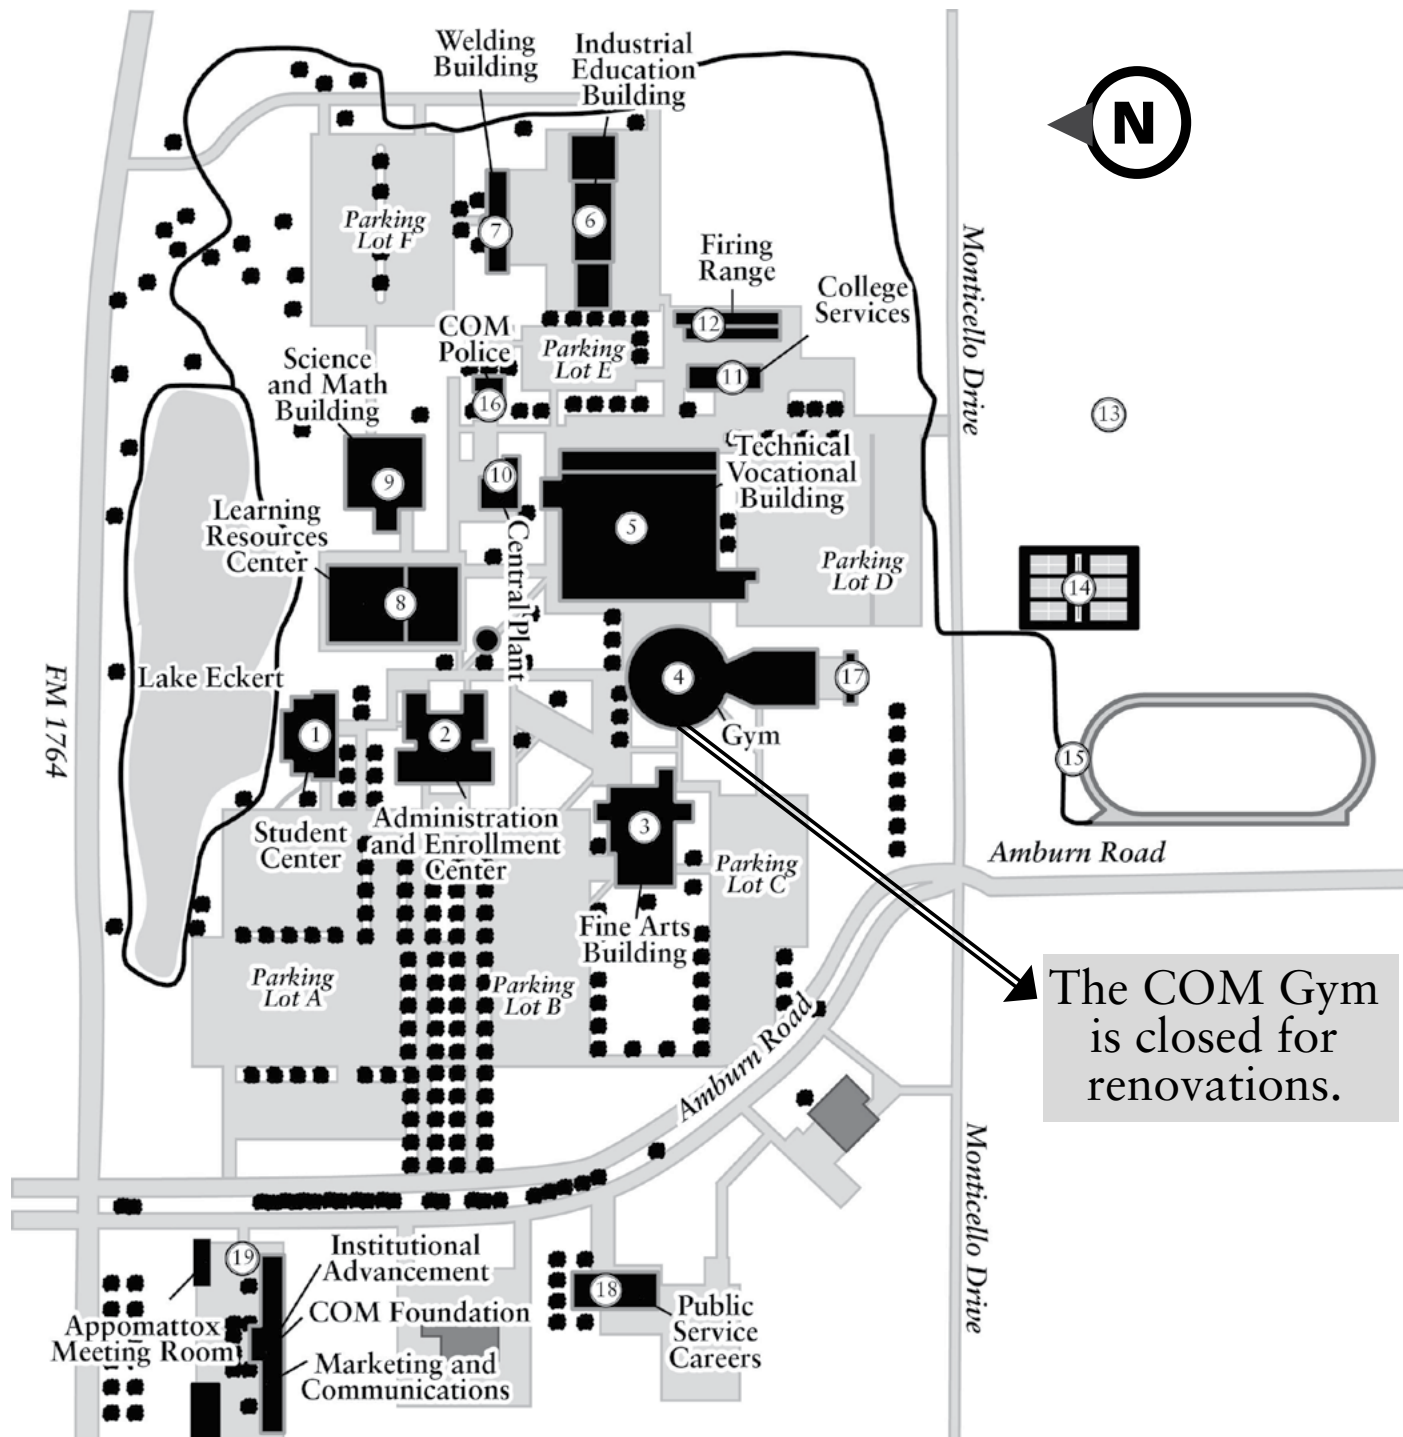 Welding
Building
Industrial
Education
Building
N
Parking
Lot F
7
6
Firing
Range
College
Services
12
COM
Police
Parking
Lot E
11
Science
and Math
Building
16
Monticello Drive
13
9
10
Technical
Vocational
Building
Learning
Resources
Center
5
Central Plant
Parking
Lot D
14
8
FM 1764
Lake Eckert
4
17
1
2
Gym
15
Student
Center
Administration
and Enrollment
Center
3
Parking
Lot C
Amburn Road
Fine Arts
Building
Parking
Lot A
Parking
Lot B
Amburn Road
The COM Gym
is closed for
renovations.
Monticello Drive
19
Institutional
Advancement
COM Foundation
18
Appomattox
Meeting Room
Marketing and
Communications
Public
Service
Careers